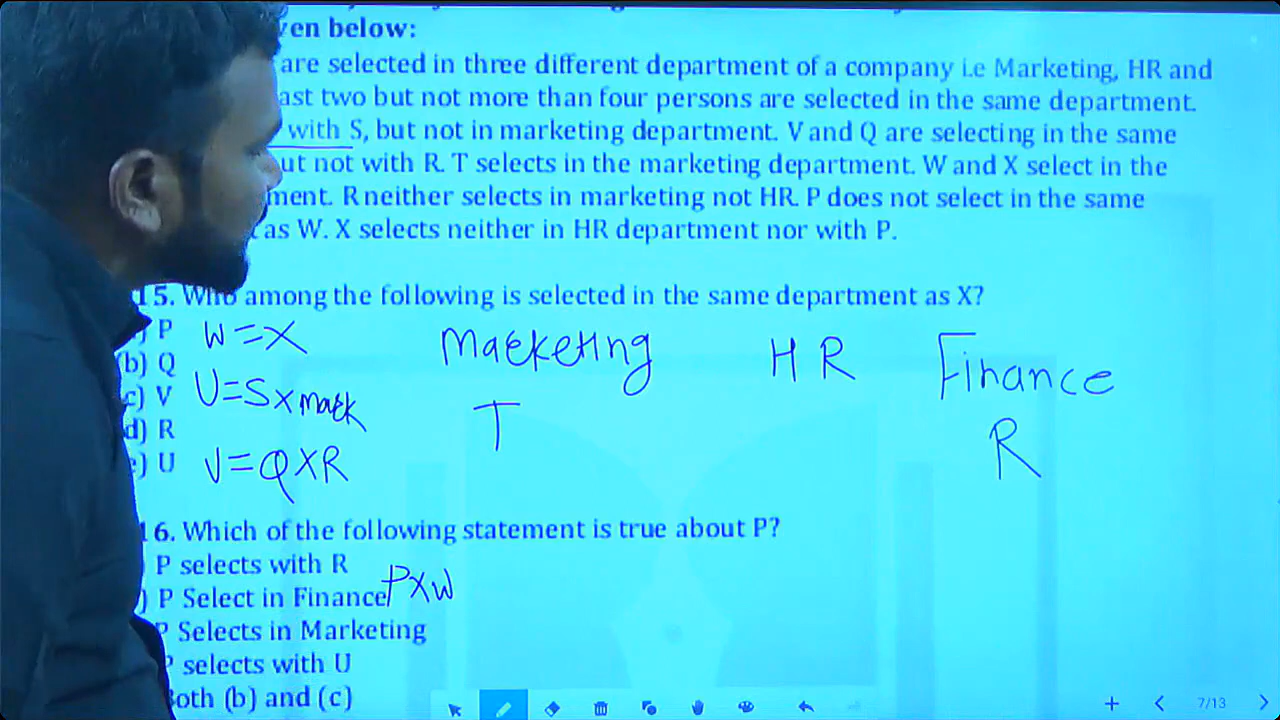 ven below:
are selected in three different department of a company i.e Marketing, HR and
ast two but not more than four persons are selected in the same department.
with S, but not in marketing department. V and Q are selecting in the same
ut not with R. T selects in the marketing department. W and X select in the
ment. R neither selects in marketing not HR. P does not select in the same
as W. X selects neither in HR department nor with P.
15. Who among the following is selected in the same department as X?
) P
(b) Q
c) V
d) R
) U
W=X
U=S X mark
V=Q X R
Marketing HR Finance
T R
16. Which of the following statement is true about P?
P selects with R
) P Select in Finance
P Selects in Marketing
P selects with U
Both (b) and (c)
P X W
7/13